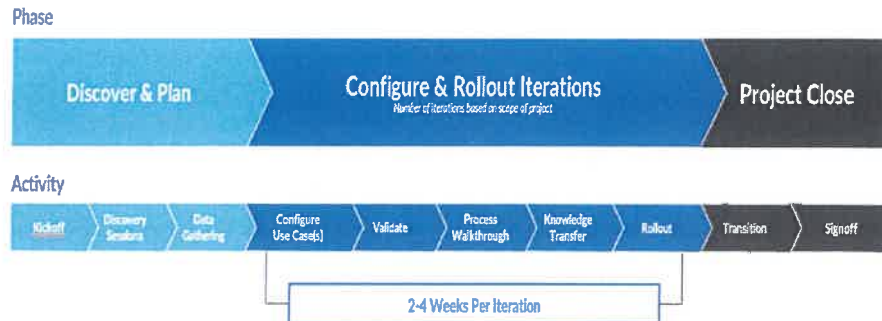 Phase
Discover & Plan
Configure & Rollout Iterations
Number of iterations based on scope of project
Project Close
Activity
Kickoff
Discovery
Sessions
Data
Gathering
Configure
Use Case(s)
Validate
Process
Walkthrough
Knowledge
Transfer
Rollout
Transition
Signoff
2-4 Weeks Per Iteration